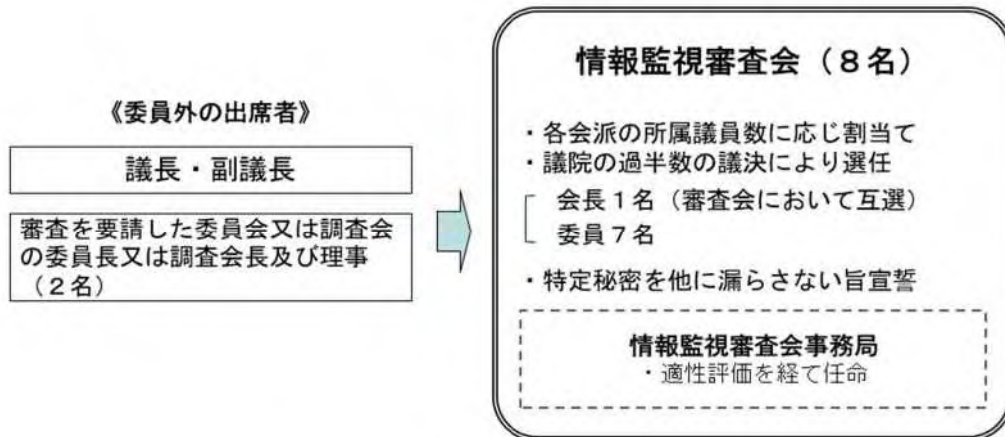 《委員外の出席者》
議長・副議長
審査を要請した委員会又は調査会
の委員長又は調査会長及び理事
（２名）
情報監視審査会（８名）
・各会派の所属議員数に応じ割当て
・議院の過半数の議決により選任
会長１名（審査会において互選）
委員７名
・特定秘密を他に漏らさない旨宣誓
情報監視審査会事務局
・適性評価を経て任命